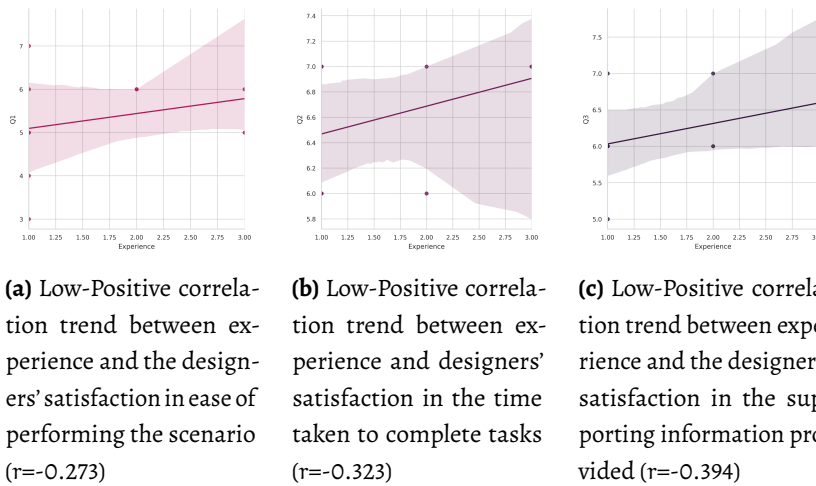 7
6
5
4
3
Q1
1.00 1.25 1.50 1.75 2.00 2.25 2.50 2.75 3.00
Experience
7.4
7.2
7.0
6.8
6.6
6.4
6.2
6.0
5.8
Q2
1.00 1.25 1.50 1.75 2.00 2.25 2.50 2.75 3.00
Experience
7.5
7.0
6.5
6.0
5.5
5.0
Q3
1.00 1.25 1.50 1.75 2.00 2.25 2.50 2.75
Experience
(a) Low-Positive correla-
tion trend between ex-
perience and the design-
ers’ satisfaction in ease of
performing the scenario
(r=-0.273)
(b) Low-Positive correla-
tion trend between ex-
perience and designers’
satisfaction in the time
taken to complete tasks
(r=-0.323)
(c) Low-Positive correla
tion trend between expe
rience and the designer
satisfaction in the sup
porting information pro
vided (r=-0.394)